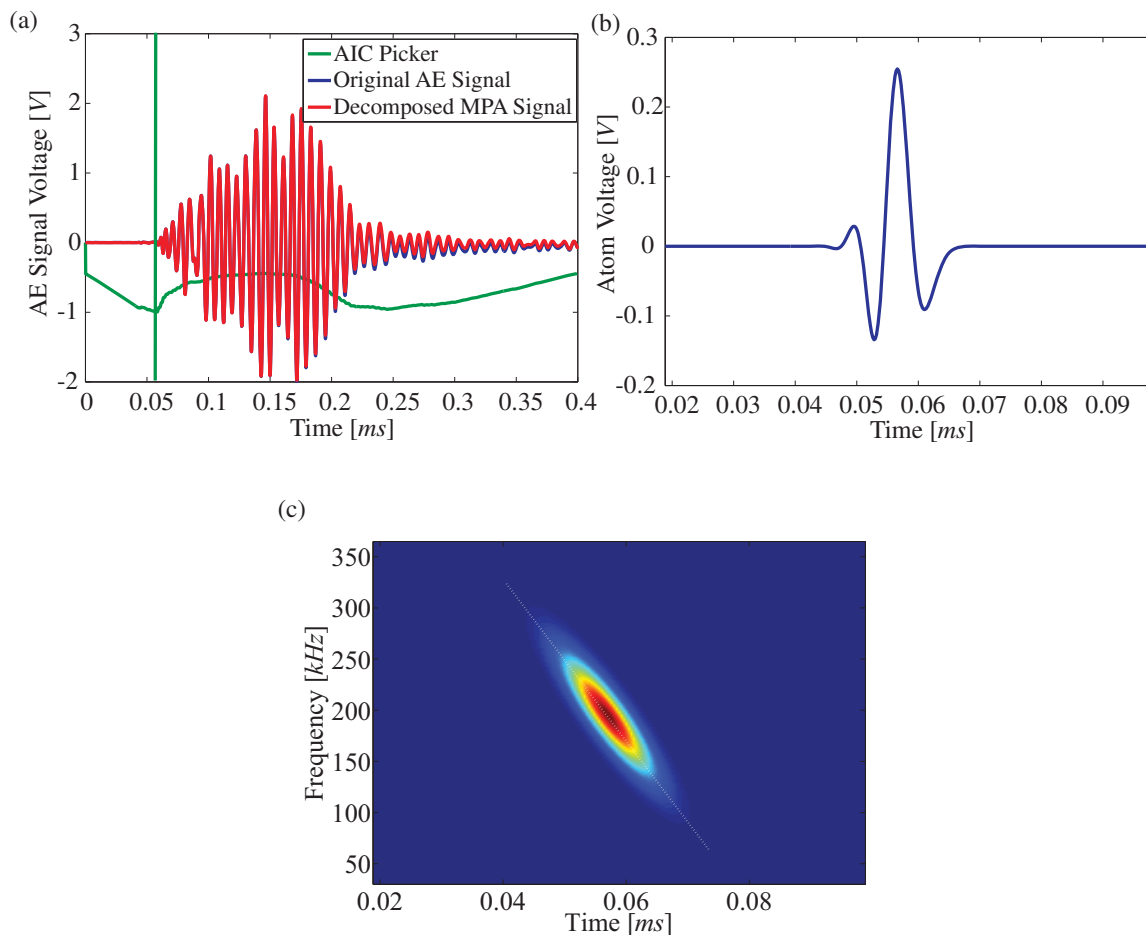 (a)
3
2
1
0
-1
-2
AE Signal Voltage [V]
AIC Picker
Original AE Signal
Decomposed MPA Signal
0 0.05 0.1 0.15 0.2 0.25 0.3 0.35 0.4
Time [ms]
(b)
0.3
0.2
0.1
0
-0.1
-0.2
Atom Voltage [V]
0.02 0.03 0.04 0.05 0.06 0.07 0.08 0.09
Time [ms]
(c)
350
300
250
200
150
100
50
Frequency [kHz]
0.02 0.04 0.06 0.08
Time [ms]